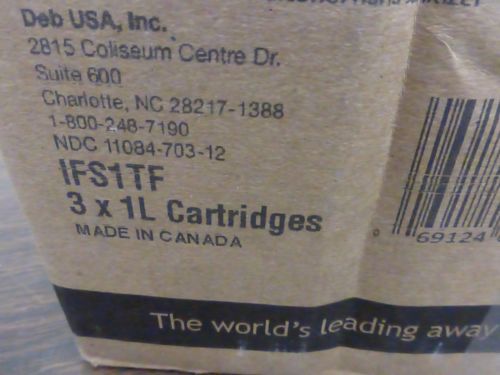 Deb USA, Inc.
2815 Coliseum Centre Dr.
Suite 600
Charlotte, NC 28217-1388
1-800-248-7190
NDC 11084-703-12
IFS1TF
3 x 1L Cartridges
MADE IN CANADA
0 69124
The world's leading away